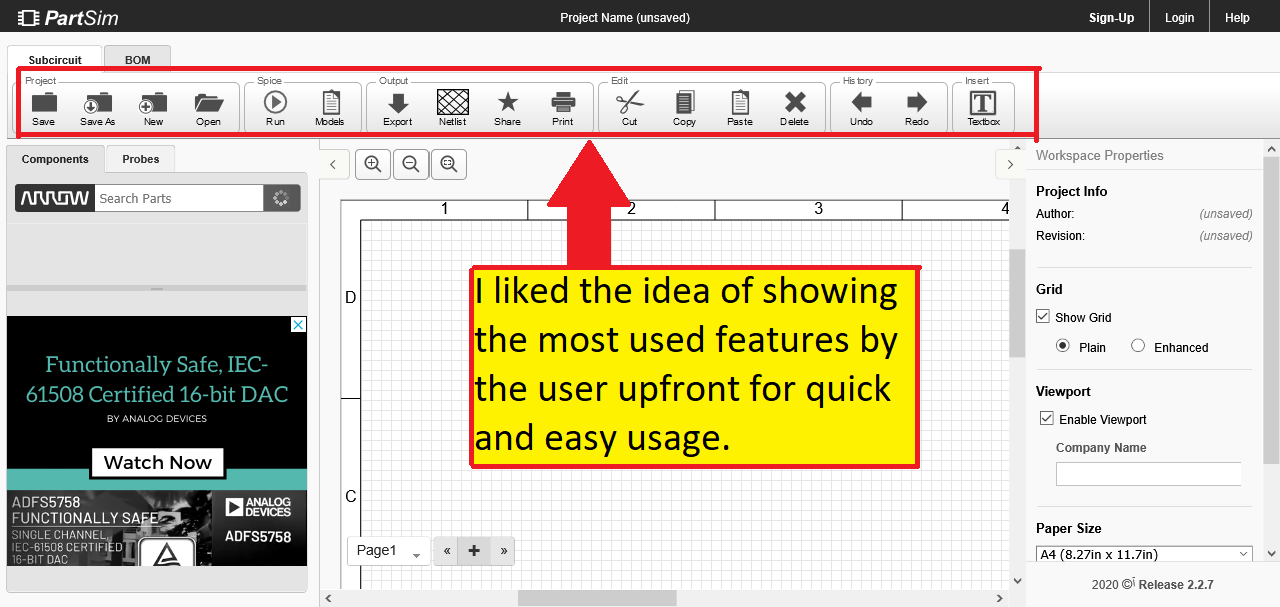 PartSim
Project Name (unsaved)
Sign-Up Login Help
Subcircuit BOM
Project Spice Output Edit History Insert
Save Save As New Open Run Models Export Netlist Share Print Cut Copy Paste Delete Undo Redo Textbox
Components Probes
ARROW Search Parts
Functionally Safe, IEC-
61508 Certified 16-bit DAC
BY ANALOG DEVICES
Watch Now
ADFS5758
FUNCTIONALLY SAFE
SINGLE CHANNEL,
IEC-61508 CERTIFIED
16-BIT DAC
ANALOG
DEVICES
ADFS5758
1 2 3 4
D
C
I liked the idea of showing
the most used features by
the user upfront for quick
and easy usage.
Page1 « + »
Workspace Properties
Project Info
Author: (unsaved)
Revision: (unsaved)
Grid
Show Grid
Plain Enhanced
Viewport
Enable Viewport
Company Name
Paper Size
A4 (8.27in x 11.7in)
2020 © Release 2.2.7